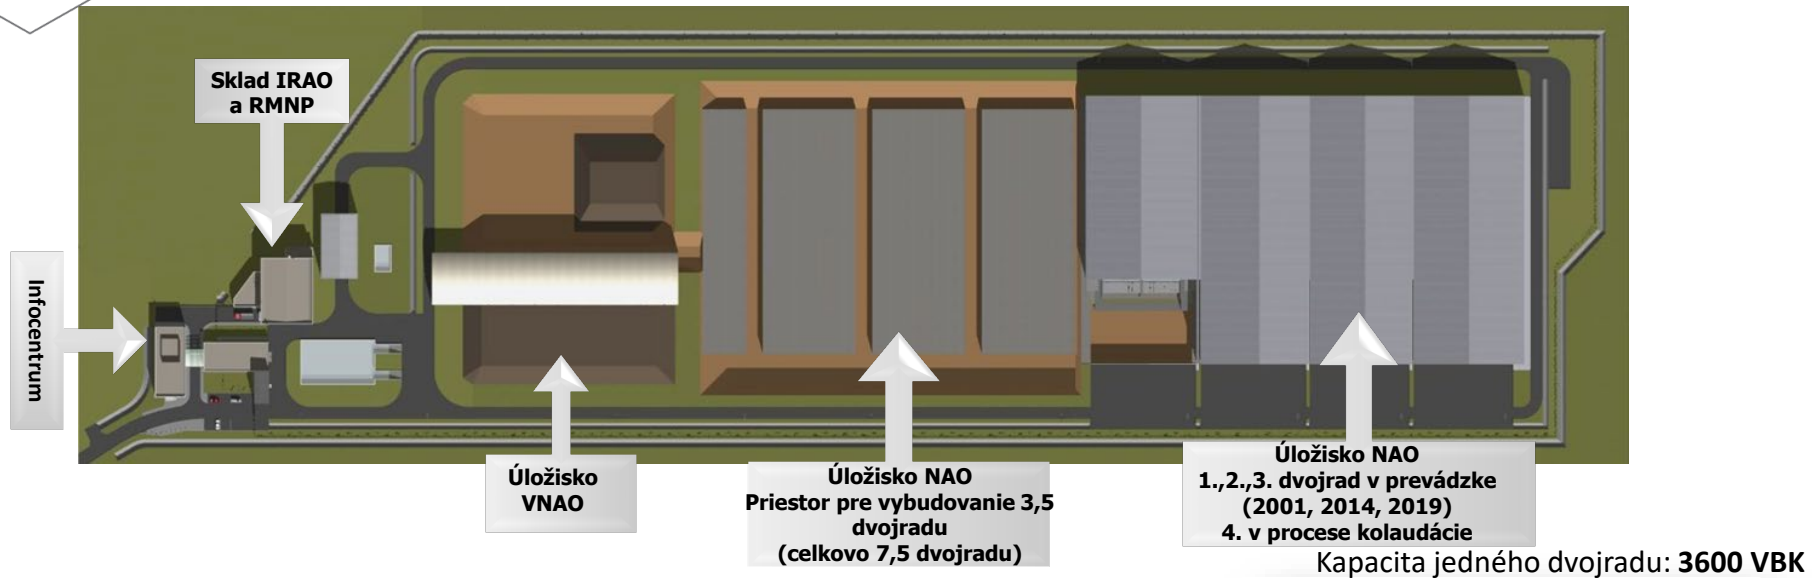 Sklad IRAO
a RMNP
Infocentrum
Úložisko
VNAO
Úložisko NAO
Priestor pre vybudovanie 3,5
dvojradu
(celkovo 7,5 dvojradu)
Úložisko NAO
1.,2.,3. dvojrad v prevádzke
(2001, 2014, 2019)
4. v procese kolaudácie
Kapacita jedného dvojradu: 3600 VBK